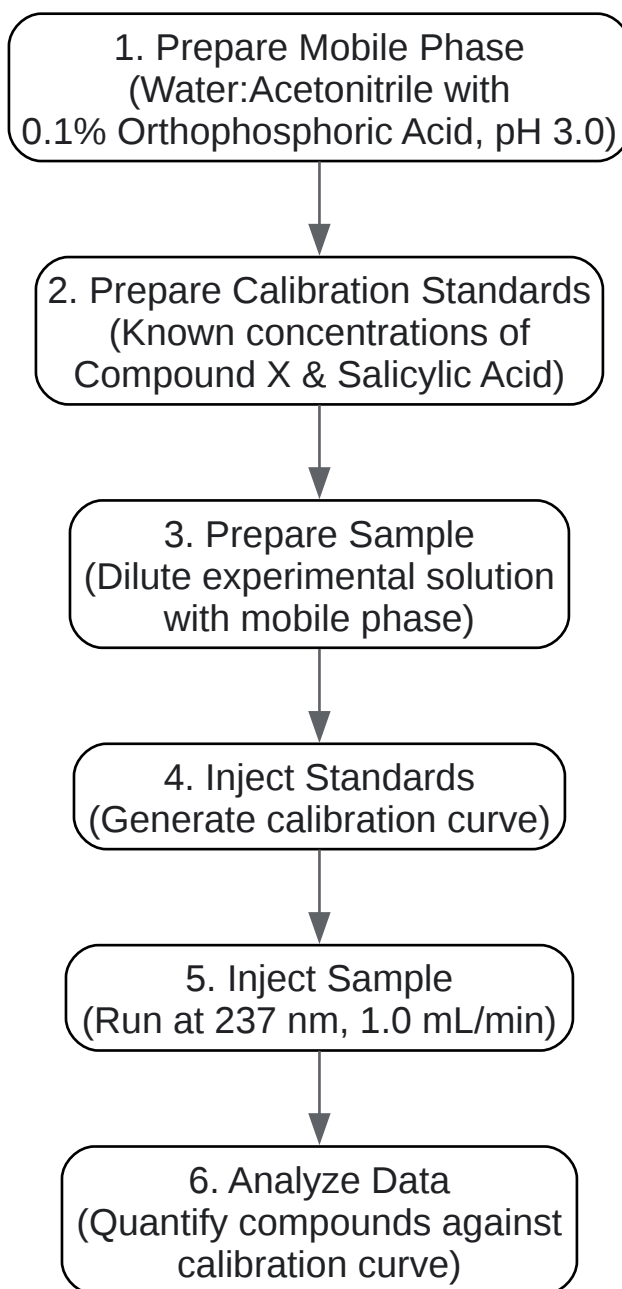 1. Prepare Mobile Phase
(Water:Acetonitrile with
0.1% Orthophosphoric Acid, pH 3.0)
2. Prepare Calibration Standards
(Known concentrations of
Compound X & Salicylic Acid)
3. Prepare Sample
(Dilute experimental solution
with mobile phase)
4. Inject Standards
(Generate calibration curve)
5. Inject Sample
(Run at 237 nm, 1.0 mL/min)
6. Analyze Data
(Quantify compounds against
calibration curve)